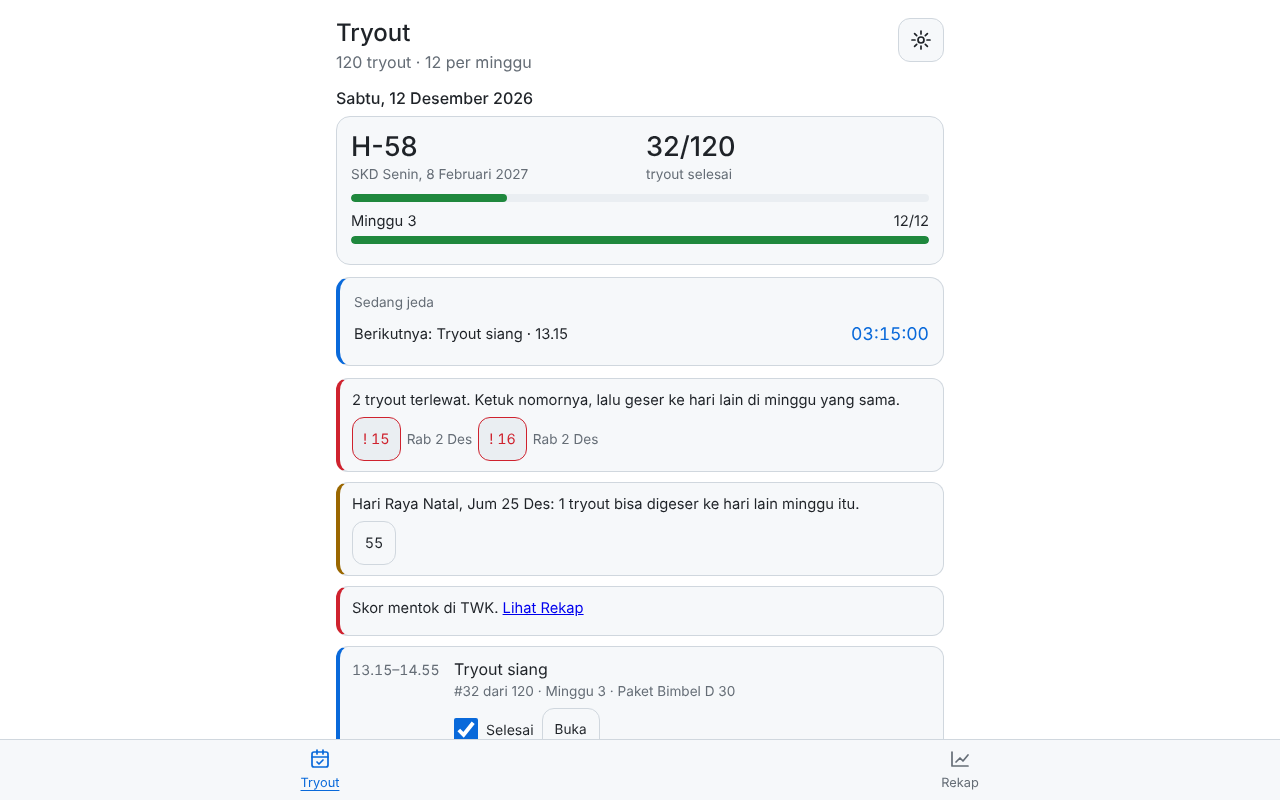 Tryout
120 tryout · 12 per minggu
Sabtu, 12 Desember 2026
H-58
SKD Senin, 8 Februari 2027
32/120
tryout selesai
Minggu 3 12/12
Sedang jeda
Berikutnya: Tryout siang · 13.15 03:15:00
2 tryout terlewat. Ketuk nomornya, lalu geser ke hari lain di minggu yang sama.
! 15 Rab 2 Des ! 16 Rab 2 Des
Hari Raya Natal, Jum 25 Des: 1 tryout bisa digeser ke hari lain minggu itu.
55
Skor mentok di TWK. Lihat Rekap
13.15–14.55 Tryout siang
#32 dari 120 · Minggu 3 · Paket Bimbel D 30
Selesai Buka
Tryout Rekap